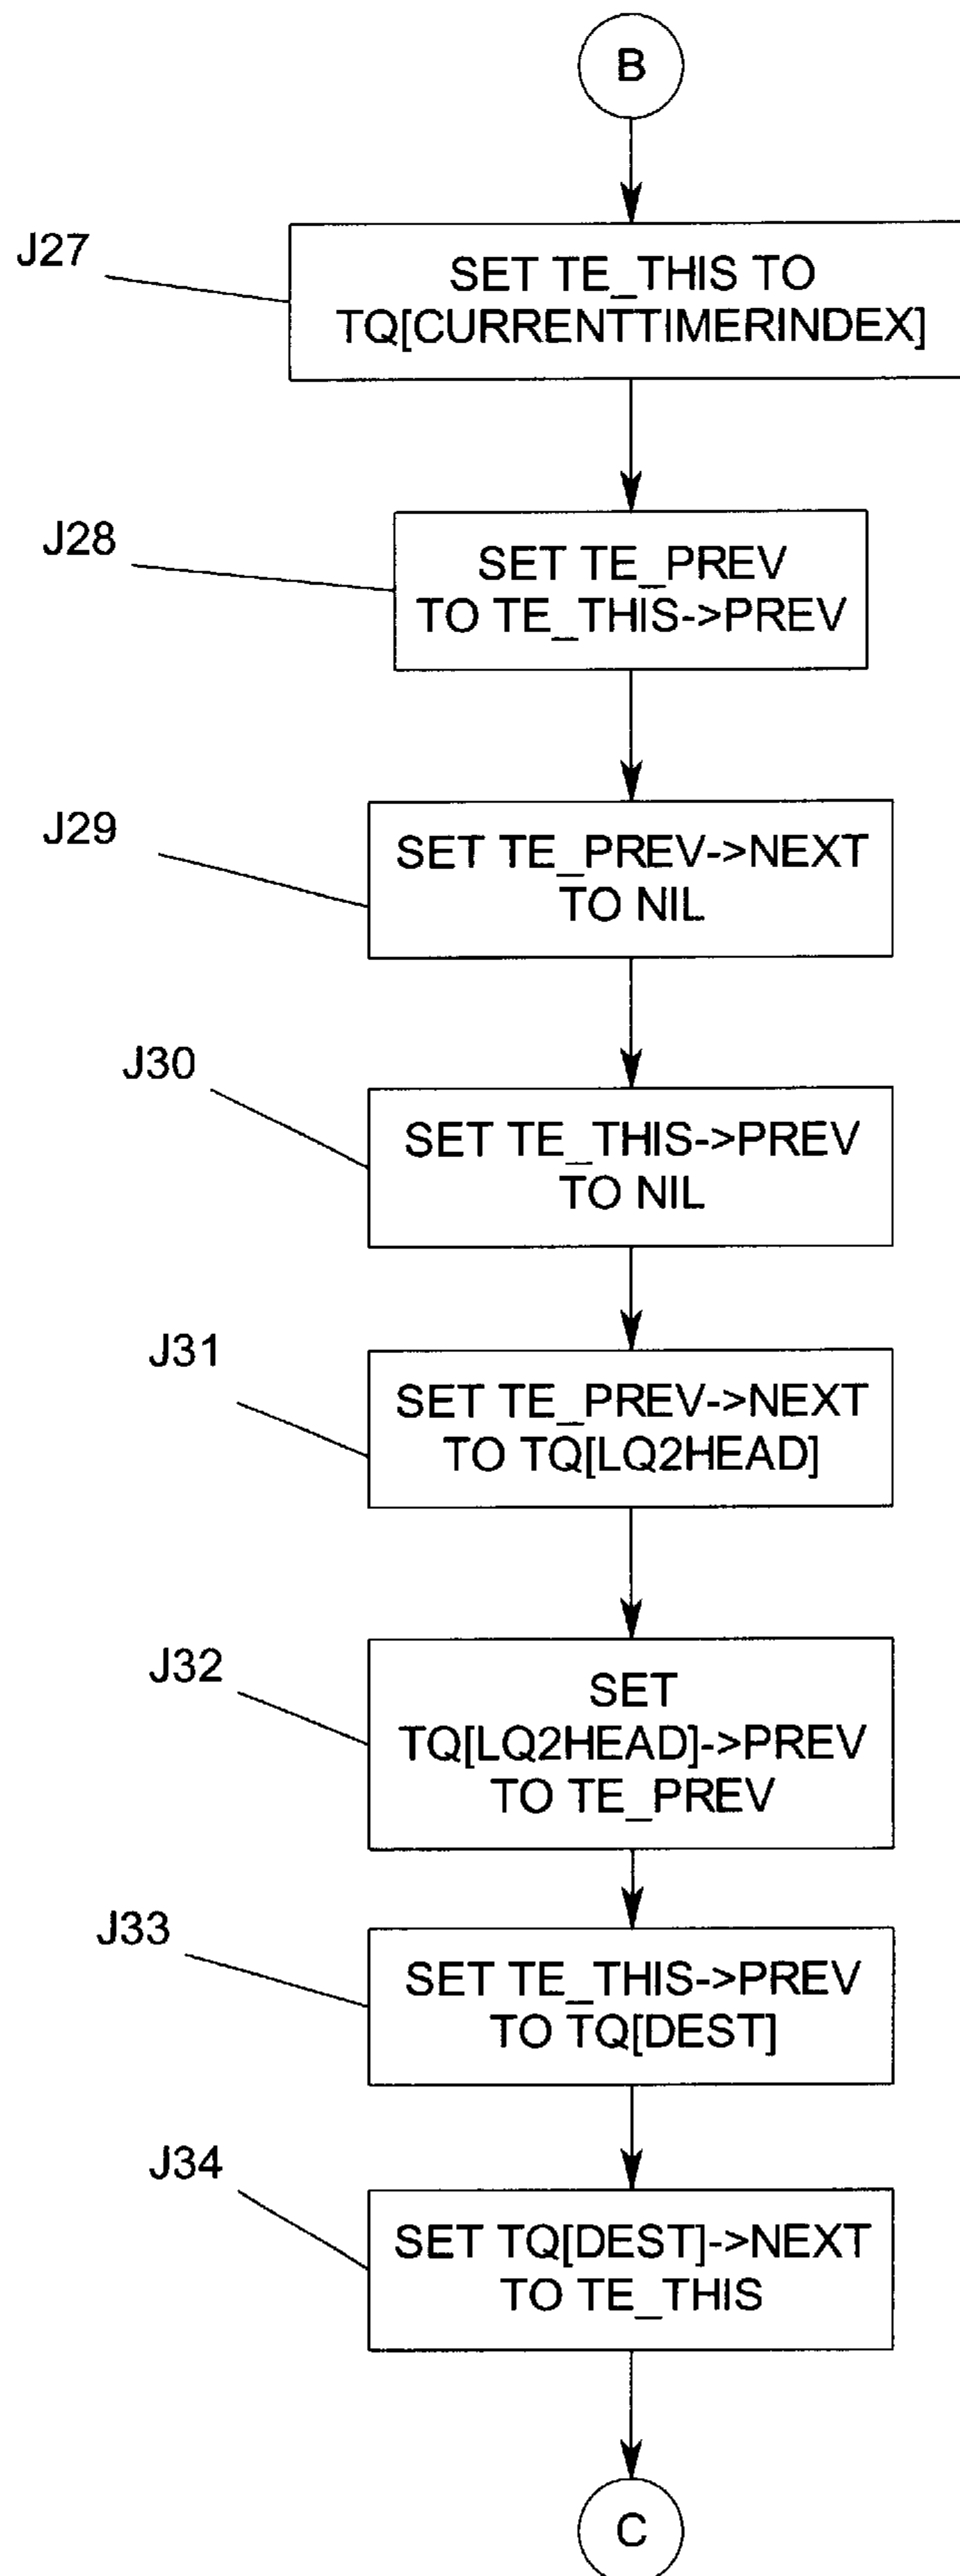 B
J27
SET TE_THIS TO
TQ[CURRENTTIMERINDEX]
J28
SET TE_PREV
TO TE_THIS->PREV
J29
SET TE_PREV->NEXT
TO NIL
J30
SET TE_THIS->PREV
TO NIL
J31
SET TE_PREV->NEXT
TO TQ[LQ2HEAD]
J32
SET
TQ[LQ2HEAD]->PREV
TO TE_PREV
J33
SET TE_THIS->PREV
TO TQ[DEST]
J34
SET TQ[DEST]->NEXT
TO TE_THIS
C